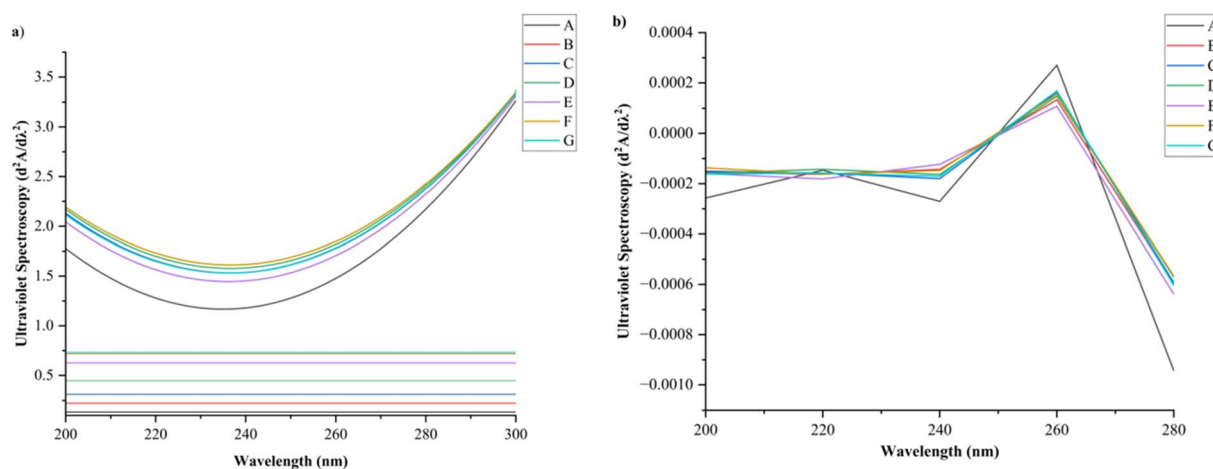 a)
A
B
C
D
E
F
G
Ultraviolet Spectroscopy (d²A/dλ²)
3.5
3.0
2.5
2.0
1.5
1.0
0.5
200 220 240 260 280 300
Wavelength (nm)
b)
Ultraviolet Spectroscopy (d²A/dλ²)
0.0004
0.0002
0.0000
−0.0002
−0.0004
−0.0006
−0.0008
−0.0010
200 220 240 260 280
Wavelength (nm)